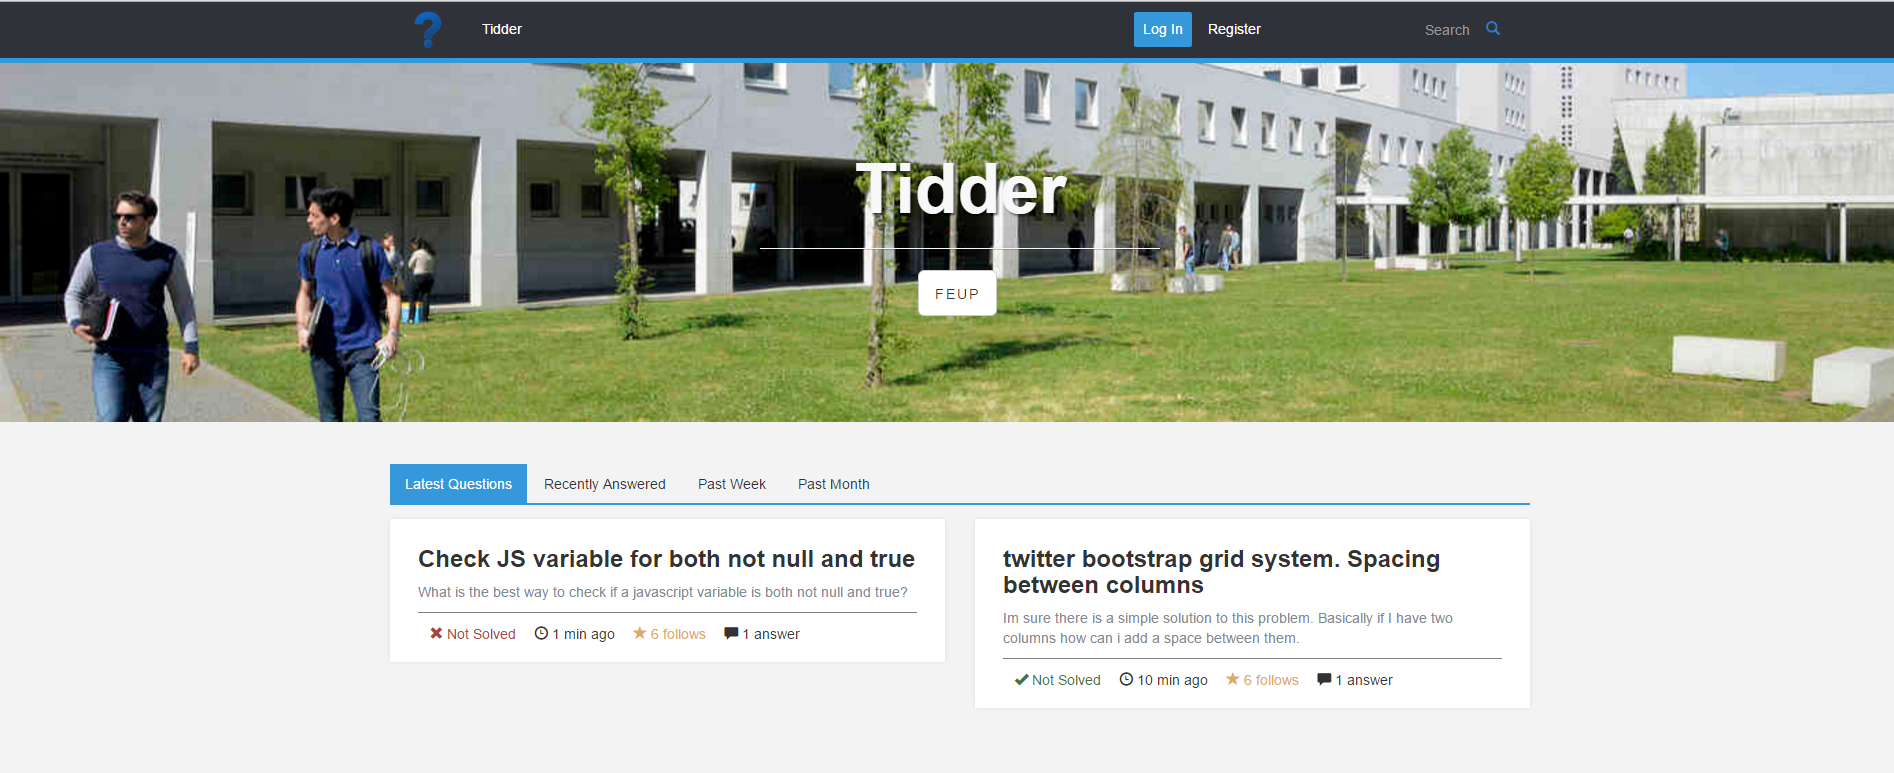 Tidder
Log In
Register
Search
Tidder
FEUP
Latest Questions
Recently Answered
Past Week
Past Month
Check JS variable for both not null and true
What is the best way to check if a javascript variable is both not null and true?
Not Solved
1 min ago
6 follows
1 answer
twitter bootstrap grid system. Spacing
between columns
Im sure there is a simple solution to this problem. Basically if I have two
columns how can i add a space between them.
Not Solved
10 min ago
6 follows
1 answer